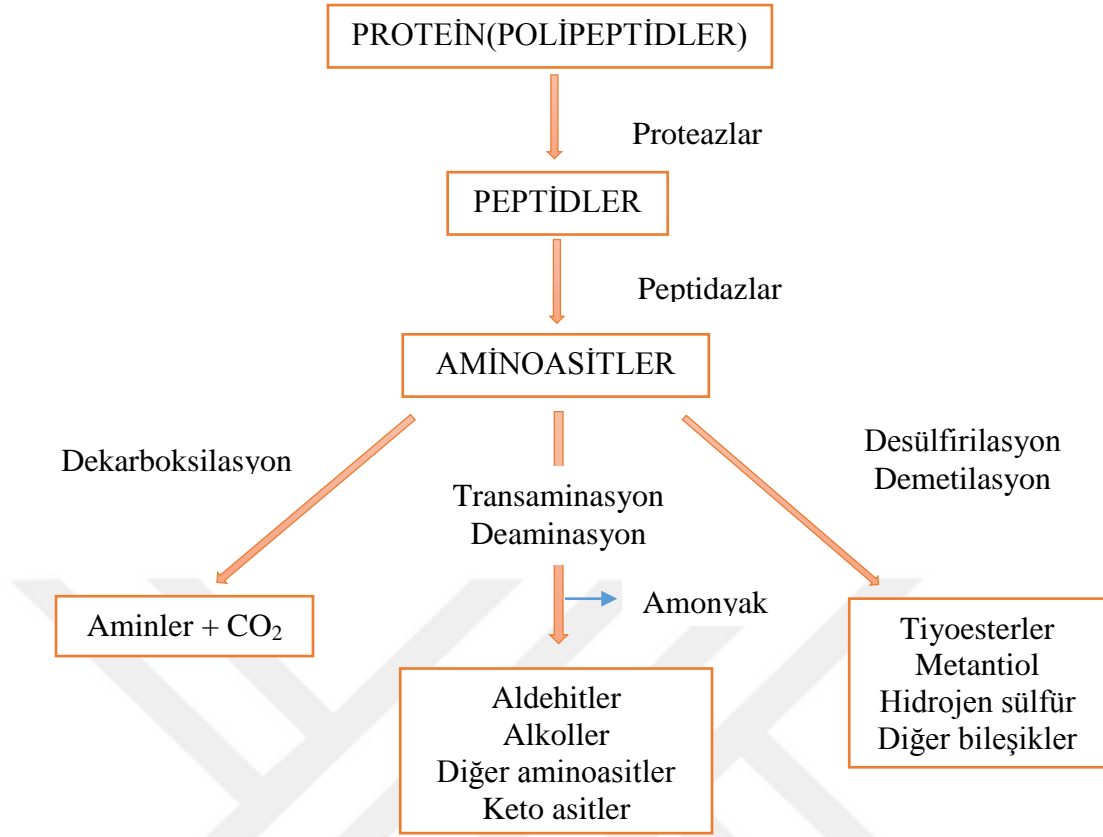 PROTEİN(POLİPEPTİDLER)
Proteazlar
PEPTİDLER
Peptidazlar
AMİNOASİTLER
Dekarboksilasyon
Transaminasyon
Deaminasyon
Desülfirilasyon
Demetilasyon
Amonyak
Aminler + CO₂
Aldehitler
Alkoller
Diğer aminoasitler
Keto asitler
Tiyoesterler
Metantiol
Hidrojen sülfür
Diğer bileşikler